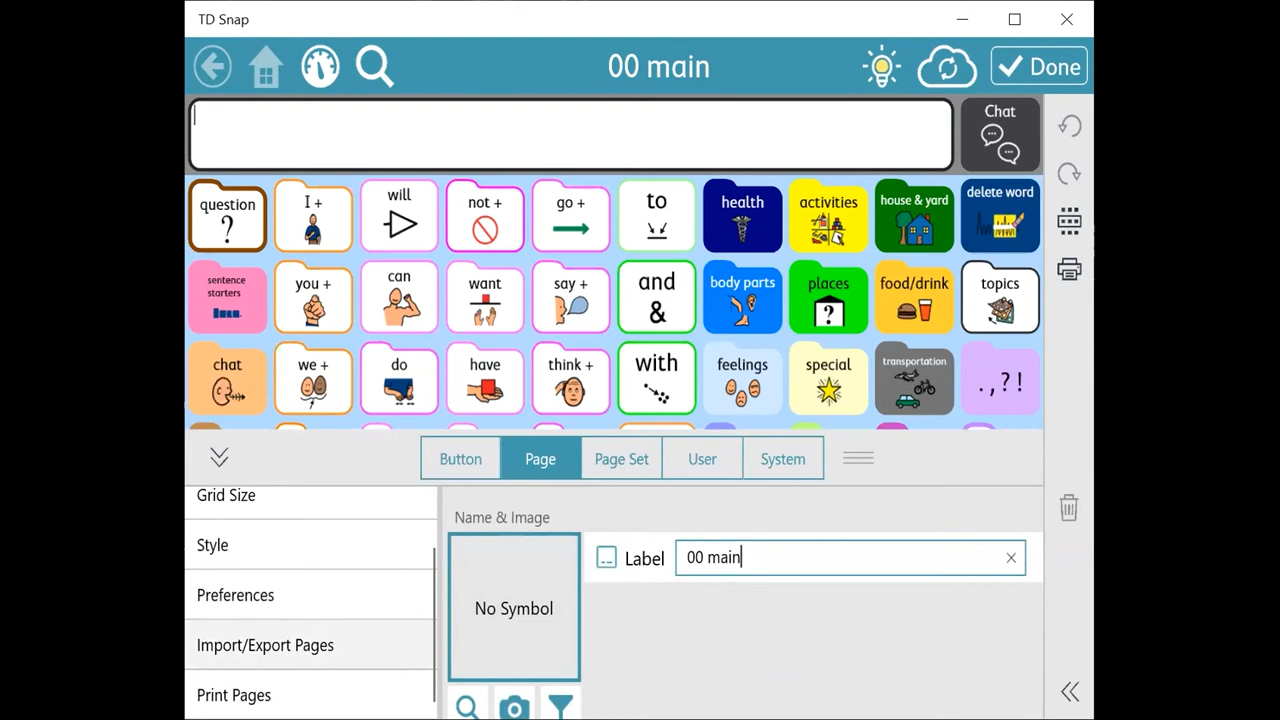 TD Snap
00 main
Done
Chat
question
?
I +
will
not +
go +
to
health
activities
house & yard
delete word
sentence
starters
you +
can
want
say +
and
&
body parts
places
?
food/drink
topics
chat
we +
do
have
think +
with
feelings
special
transportation
. , ? !
Button
Page
Page Set
User
System
Grid Size
Style
Preferences
Import/Export Pages
Print Pages
Name & Image
No Symbol
Label
00 main